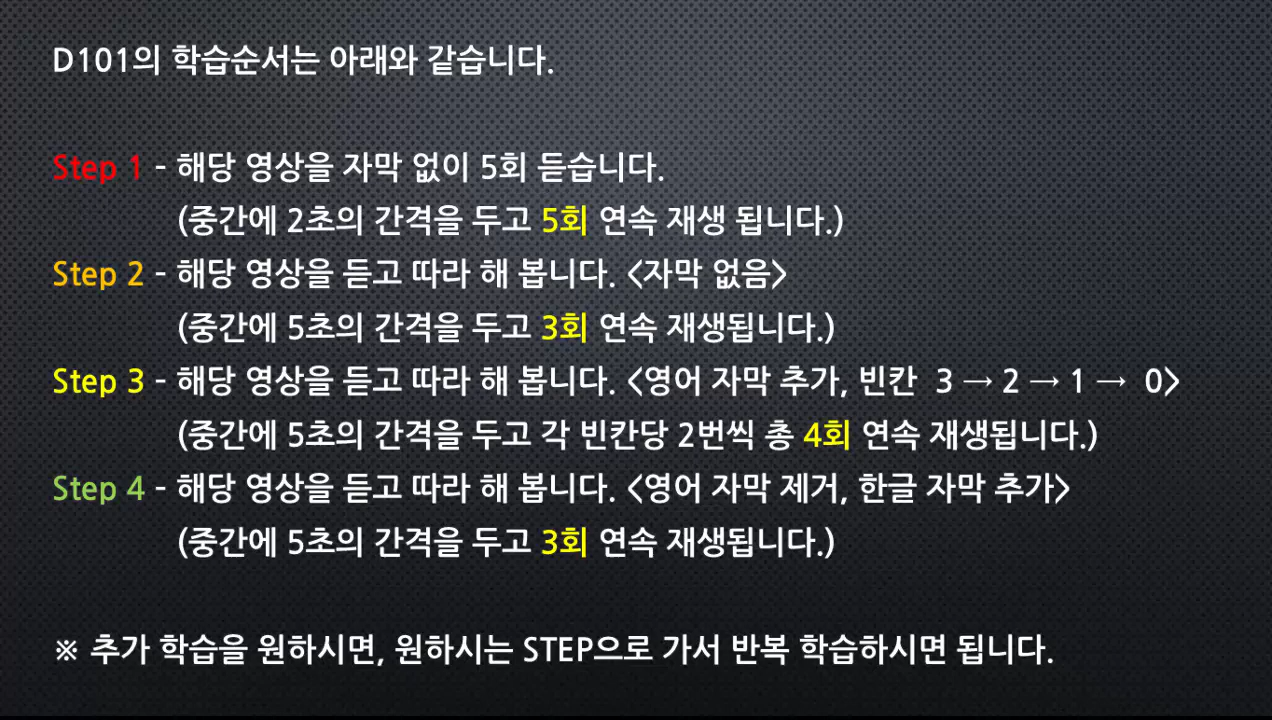 D101의 학습순서는 아래와 같습니다.
Step 1 - 해당 영상을 자막 없이 5회 듣습니다.
(중간에 2초의 간격을 두고 5회 연속 재생 됩니다.)
Step 2 - 해당 영상을 듣고 따라 해 봅니다. <자막 없음>
(중간에 5초의 간격을 두고 3회 연속 재생됩니다.)
Step 3 - 해당 영상을 듣고 따라 해 봅니다. <영어 자막 추가, 빈칸 3 → 2 → 1 → 0>
(중간에 5초의 간격을 두고 각 빈칸당 2번씩 총 4회 연속 재생됩니다.)
Step 4 - 해당 영상을 듣고 따라 해 봅니다. <영어 자막 제거, 한글 자막 추가>
(중간에 5초의 간격을 두고 3회 연속 재생됩니다.)
※ 추가 학습을 원하시면, 원하시는 STEP으로 가서 반복 학습하시면 됩니다.